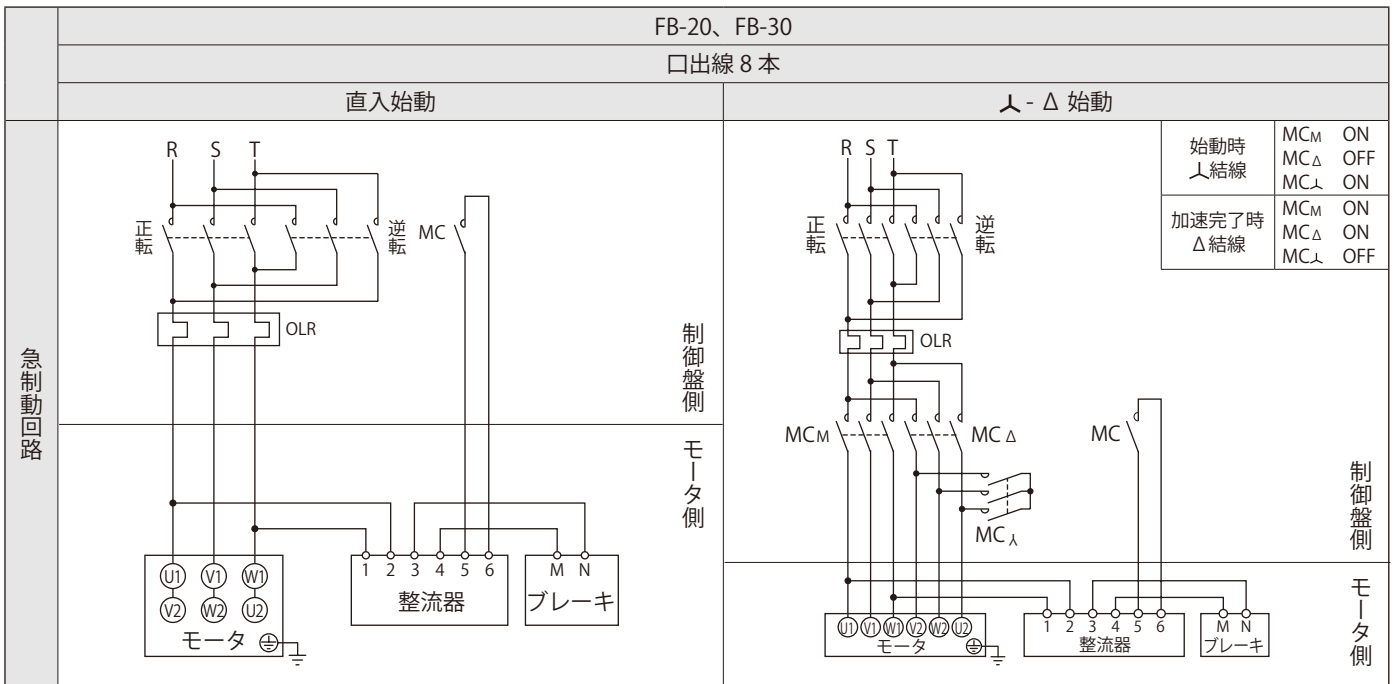 FB-20、FB-30
口出線 8 本
直入始動
人 - Δ 始動
急制動回路
R S T
正転
逆転
MC
OLR
制御盤側
モータ側
U1 V1 W1
V2 W2 U2
モータ
1 2 3 4 5 6
整流器
M N
ブレーキ
R S T
正転
逆転
始動時
人結線
MCM ON
MCΔ OFF
MC人 ON
加速完了時
Δ結線
MCM ON
MCΔ ON
MC人 OFF
OLR
MCM
MC Δ
MC
MC人
制御盤側
モータ側
U1 V1 W1 V2 W2 U2
モータ
1 2 3 4 5 6
整流器
M N
ブレーキ